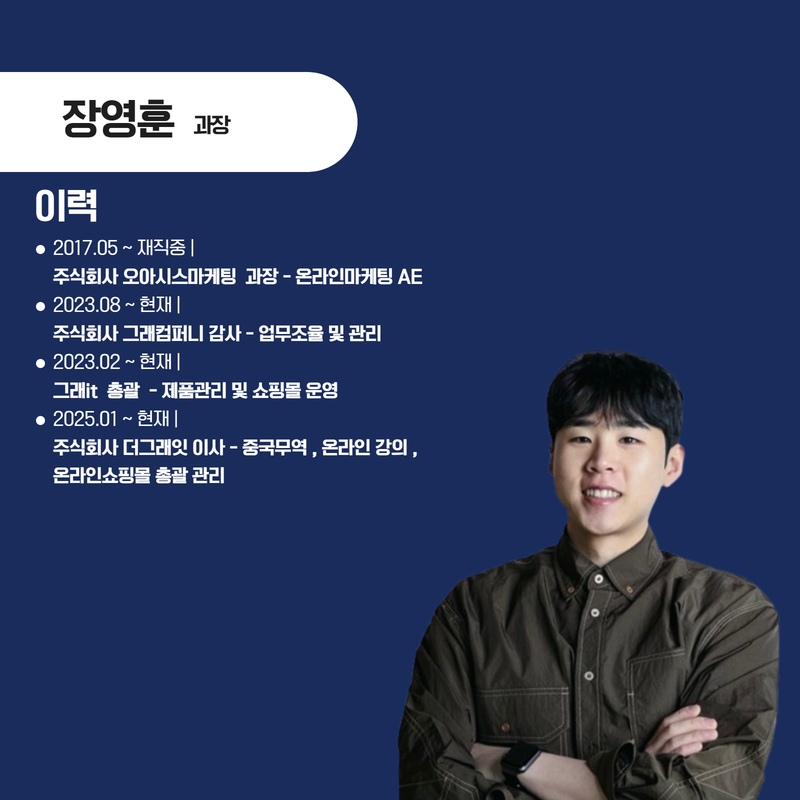 장영훈 과장
이력
● 2017.05 ~ 재직중 |
주식회사 오아시스마케팅 과장 - 온라인마케팅 AE
● 2023.08 ~ 현재 |
주식회사 그래컴퍼니 감사 - 업무조율 및 관리
● 2023.02 ~ 현재 |
그래it 총괄 - 제품관리 및 쇼핑몰 운영
● 2025.01 ~ 현재 |
주식회사 더그래잇 이사 - 중국무역 , 온라인 강의 ,
온라인쇼핑몰 총괄 관리